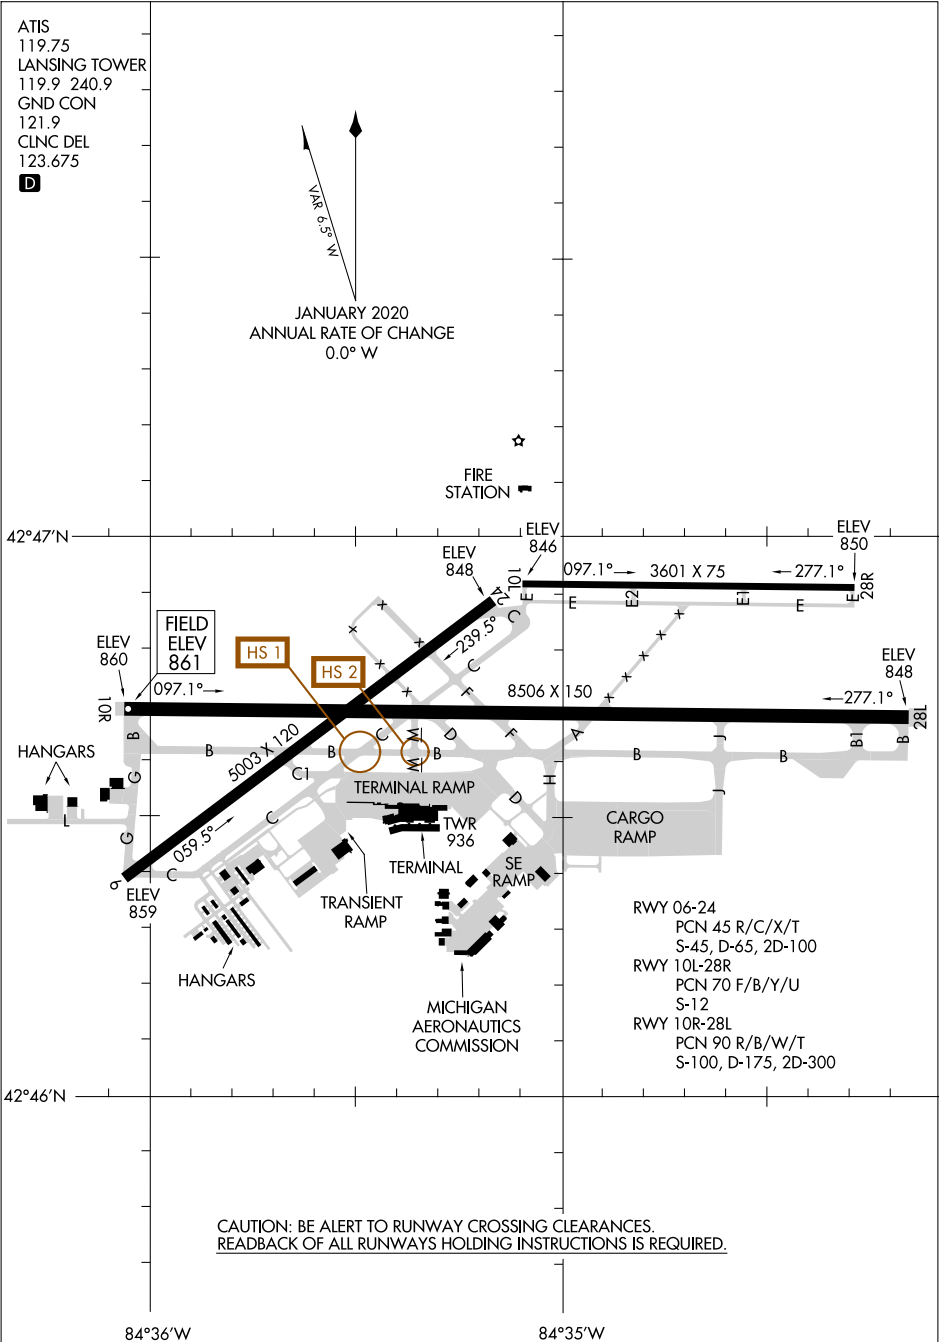 ATIS
119.75
LANSING TOWER
119.9 240.9
GND CON
121.9
CLNC DEL
123.675
D
VAR 6.5° W
JANUARY 2020
ANNUAL RATE OF CHANGE
0.0° W
FIRE
STATION
42°47'N
ELEV
846
ELEV
850
ELEV
848
10L
097.1°
3601 X 75
277.1°
28R
24
E
E
E2
E1
E
E
C
239.5°
FIELD
ELEV
861
ELEV
860
HS 1
HS 2
C
F
ELEV
848
10R
097.1°
8506 X 150
277.1°
28L
B
B
5003 X 120
B
C
W
W
B
D
F
A
B
J
B
B1
B
HANGARS
G
C1
TERMINAL RAMP
H
J
D
L
G
C
059.5°
TWR
936
CARGO
RAMP
TERMINAL
SE
RAMP
6
C
ELEV
859
TRANSIENT
RAMP
HANGARS
MICHIGAN
AERONAUTICS
COMMISSION
RWY 06-24
PCN 45 R/C/X/T
S-45, D-65, 2D-100
RWY 10L-28R
PCN 70 F/B/Y/U
S-12
RWY 10R-28L
PCN 90 R/B/W/T
S-100, D-175, 2D-300
42°46'N
CAUTION: BE ALERT TO RUNWAY CROSSING CLEARANCES.
READBACK OF ALL RUNWAYS HOLDING INSTRUCTIONS IS REQUIRED.
84°36'W
84°35'W